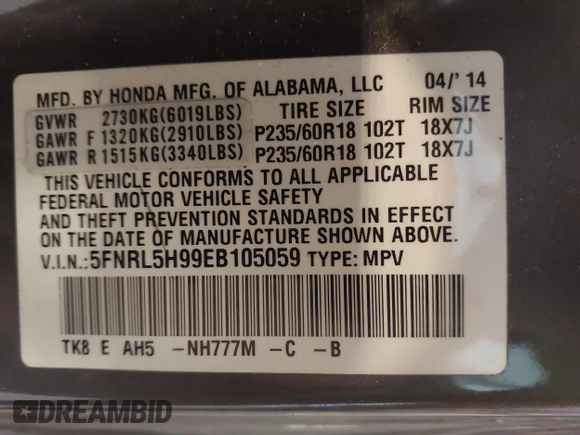 MFD. BY HONDA MFG. OF ALABAMA, LLC 04/'14
GVWR 2730KG(6019LBS) TIRE SIZE RIM SIZE
GAWR F 1320KG(2910LBS) P235/60R18 102T 18X7J
GAWR R 1515KG(3340LBS) P235/60R18 102T 18X7J
THIS VEHICLE CONFORMS TO ALL APPLICABLE
FEDERAL MOTOR VEHICLE SAFETY
AND THEFT PREVENTION STANDARDS IN EFFECT
ON THE DATE OF MANUFACTURE SHOWN ABOVE.
V.I.N.:5FNRL5H99EB105059 TYPE: MPV
TK8 E AH5 -NH777M -C -B
DREAMBID